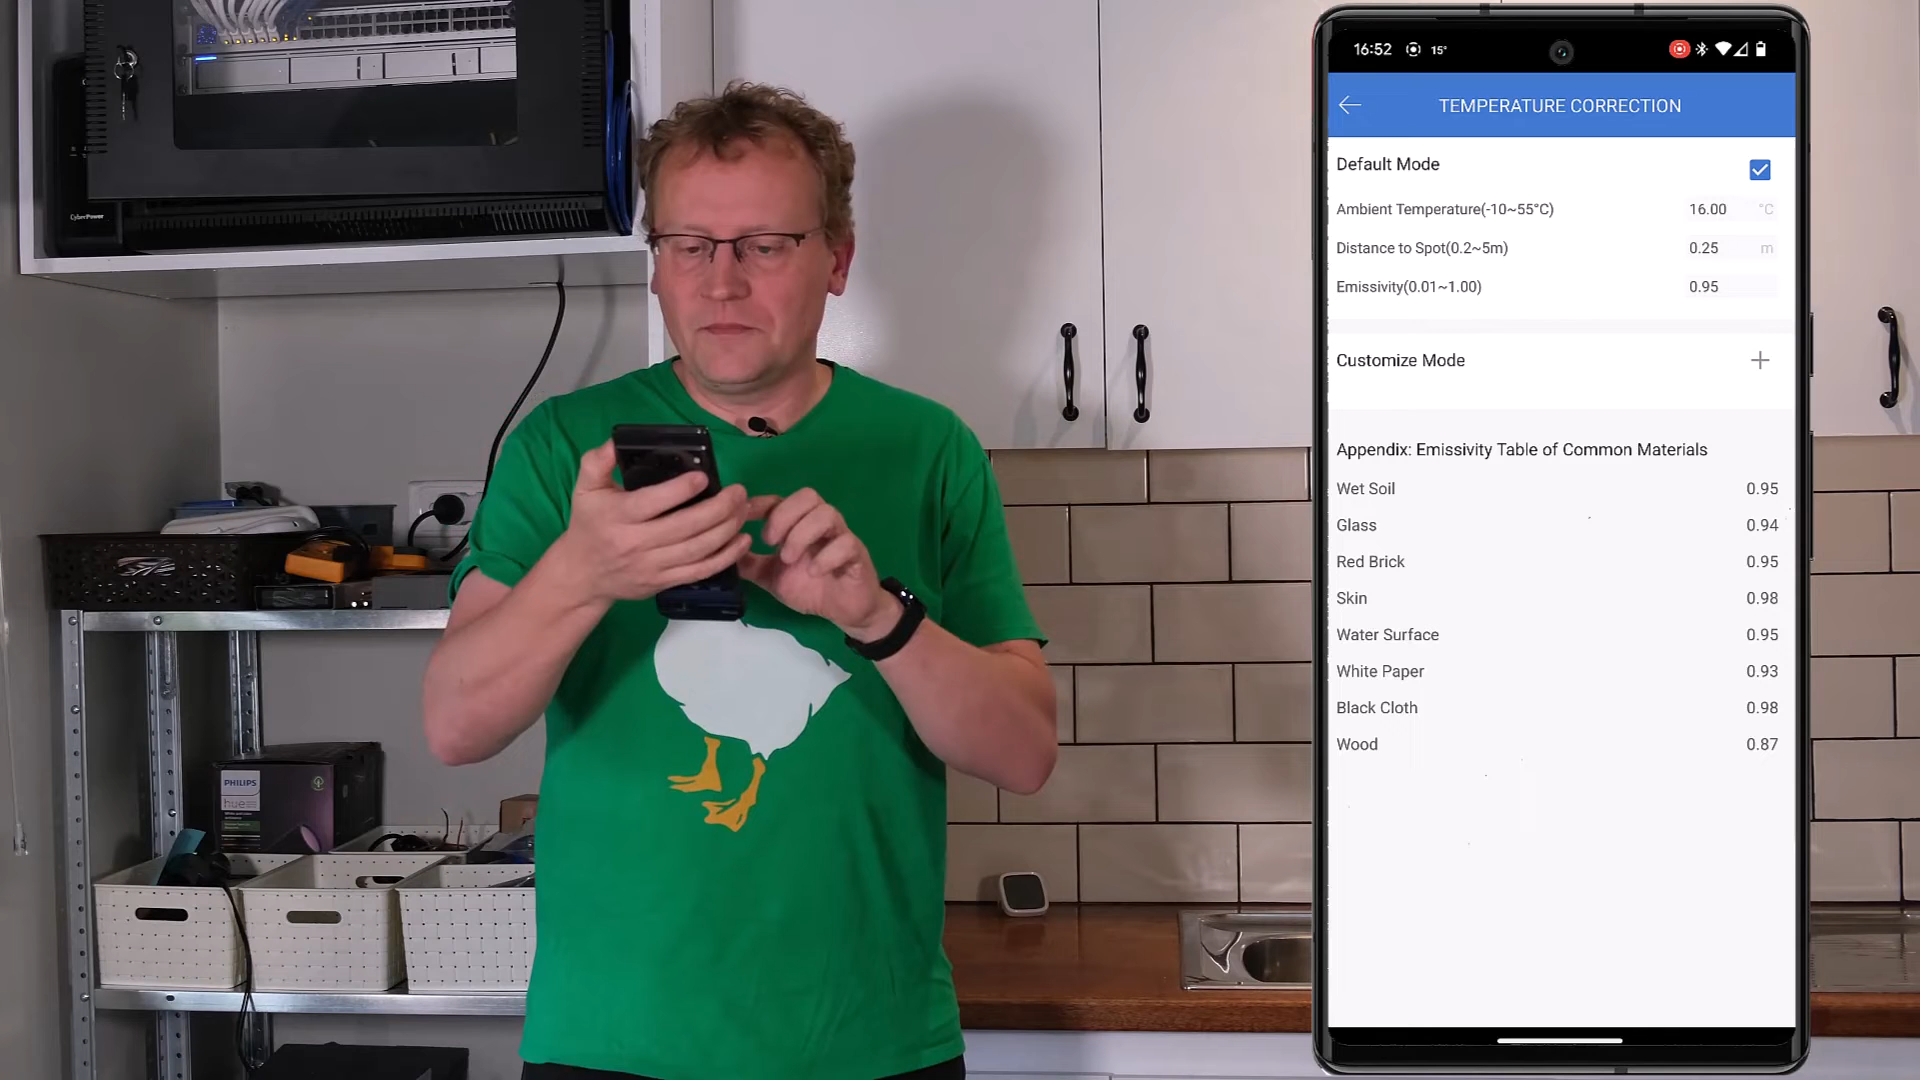 CyberPower
PHILIPS
hue
16:52 15°
TEMPERATURE CORRECTION
Default Mode
Ambient Temperature(-10~55°C) 16.00 °C
Distance to Spot(0.2~5m) 0.25 m
Emissivity(0.01~1.00) 0.95
Customize Mode +
Appendix: Emissivity Table of Common Materials
Wet Soil 0.95
Glass 0.94
Red Brick 0.95
Skin 0.98
Water Surface 0.95
White Paper 0.93
Black Cloth 0.98
Wood 0.87